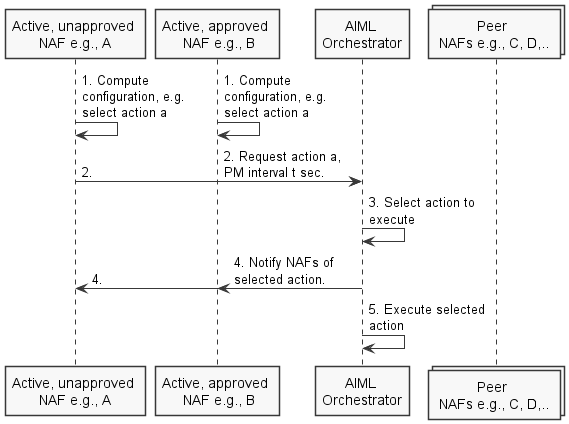 Active, unapproved
NAF e.g., A
Active, approved
NAF e.g., B
AIML
Orchestrator
Peer
NAFs e.g., C, D,..
1. Compute
configuration, e.g.
select action a
1. Compute
configuration, e.g.
select action a
2.
2. Request action a,
PM interval t sec.
3. Select action to
execute
4. Notify NAFs of
selected action.
4.
5. Execute selected
action
Active, unapproved
NAF e.g., A
Active, approved
NAF e.g., B
AIML
Orchestrator
Peer
NAFs e.g., C, D,..